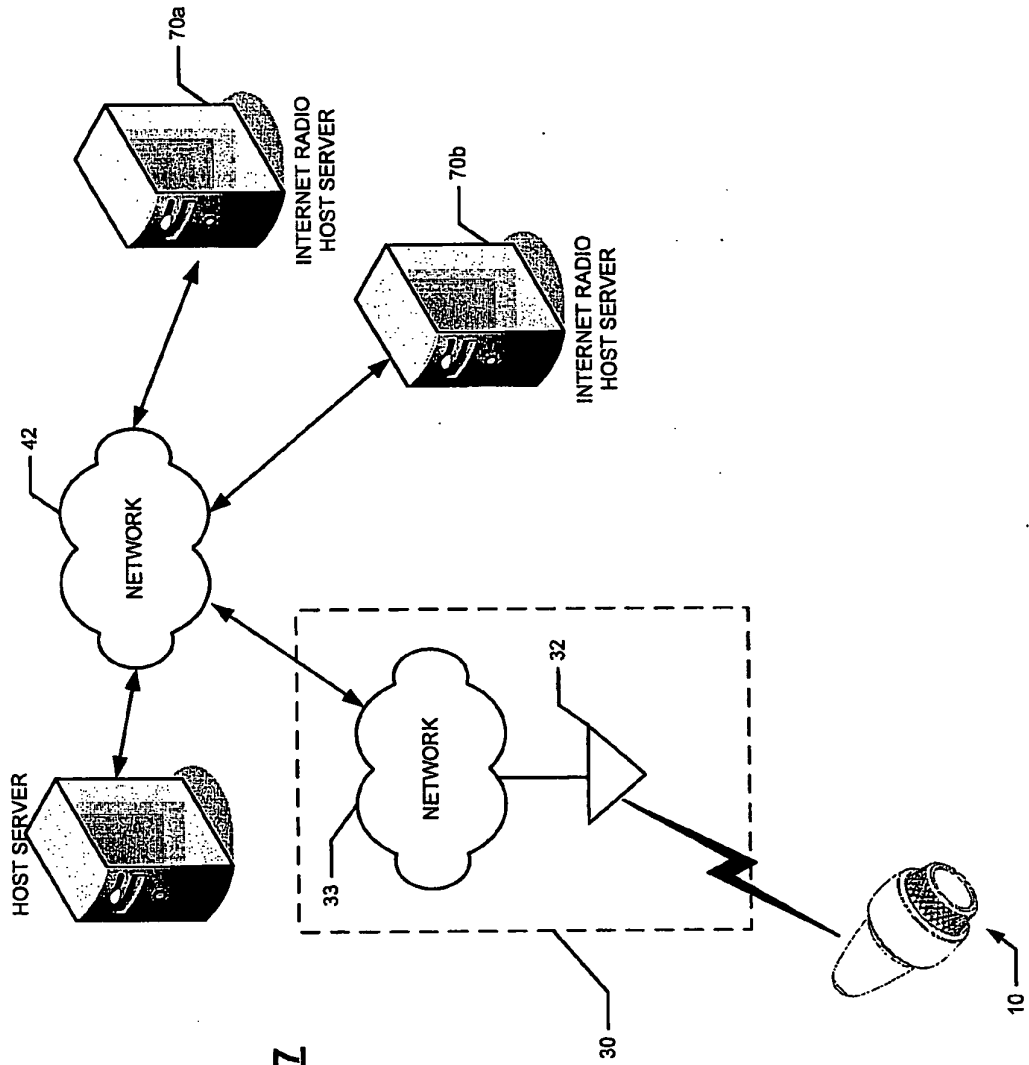 70a
INTERNET RADIO
HOST SERVER
70b
INTERNET RADIO
HOST SERVER
42
NETWORK
HOST SERVER
33
NETWORK
32
30
10
7